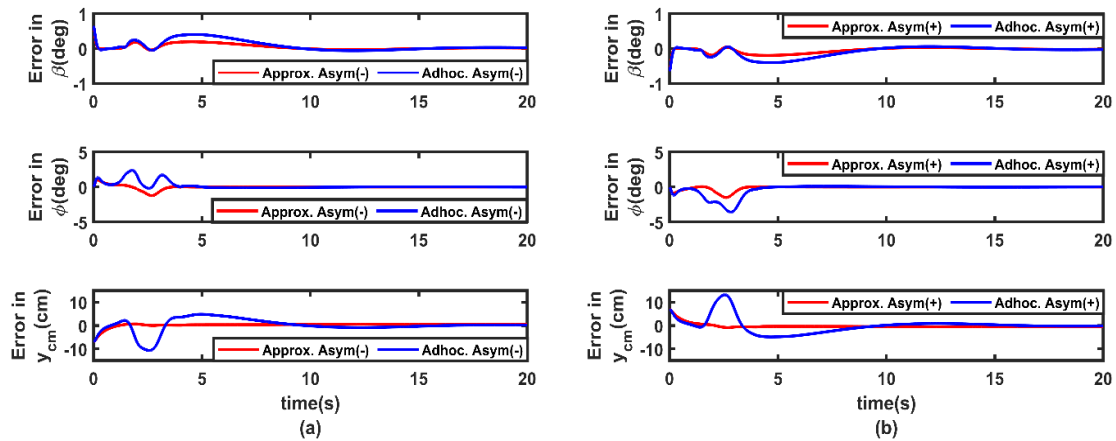 Error in
β(deg)
1
0
-1
Approx. Asym(-) Adhoc. Asym(-)
0 5 10 15 20
Error in
ϕ(deg)
5
0
-5
Approx. Asym(-) Adhoc. Asym(-)
0 5 10 15 20
Error in
y_cm(cm)
10
0
-10
Approx. Asym(-) Adhoc. Asym(-)
0 5 10 15 20
time(s)
(a)
Error in
β(deg)
1
0
-1
Approx. Asym(+) Adhoc. Asym(+)
0 5 10 15 20
Error in
ϕ(deg)
5
0
-5
Approx. Asym(+) Adhoc. Asym(+)
0 5 10 15 20
Error in
y_cm(cm)
10
0
-10
Approx. Asym(+) Adhoc. Asym(+)
0 5 10 15 20
time(s)
(b)